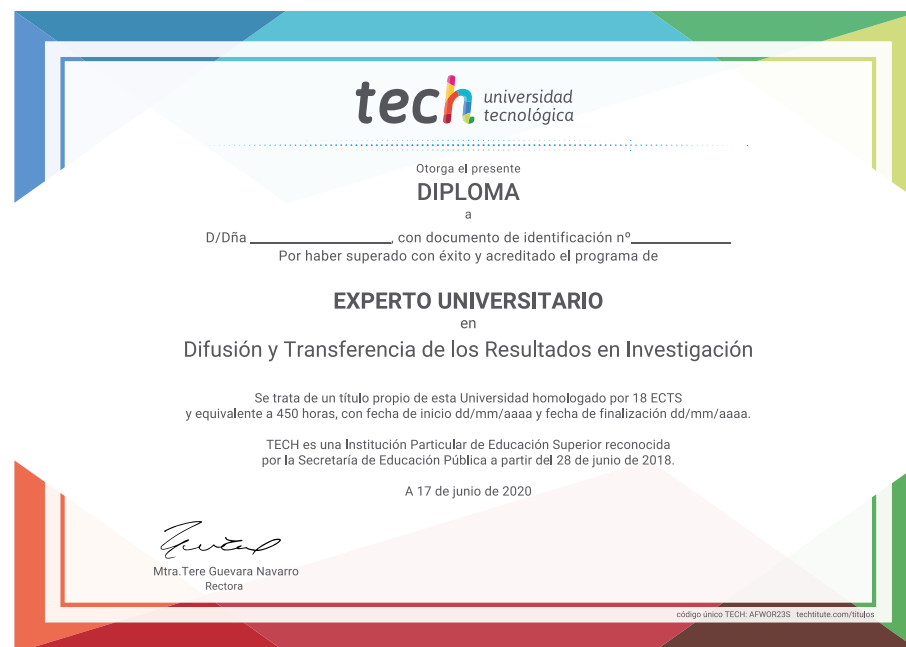 tech universidad
tecnológica
Otorga el presente
DIPLOMA
a
D/Dña ____________________, con documento de identificación nº______________
Por haber superado con éxito y acreditado el programa de
EXPERTO UNIVERSITARIO
en
Difusión y Transferencia de los Resultados en Investigación
Se trata de un título propio de esta Universidad homologado por 18 ECTS
y equivalente a 450 horas, con fecha de inicio dd/mm/aaaa y fecha de finalización dd/mm/aaaa.
TECH es una Institución Particular de Educación Superior reconocida
por la Secretaría de Educación Pública a partir del 28 de junio de 2018.
A 17 de junio de 2020
Mtra.Tere Guevara Navarro
Rectora
código único TECH: AFWOR23S techtitute.com/titulos